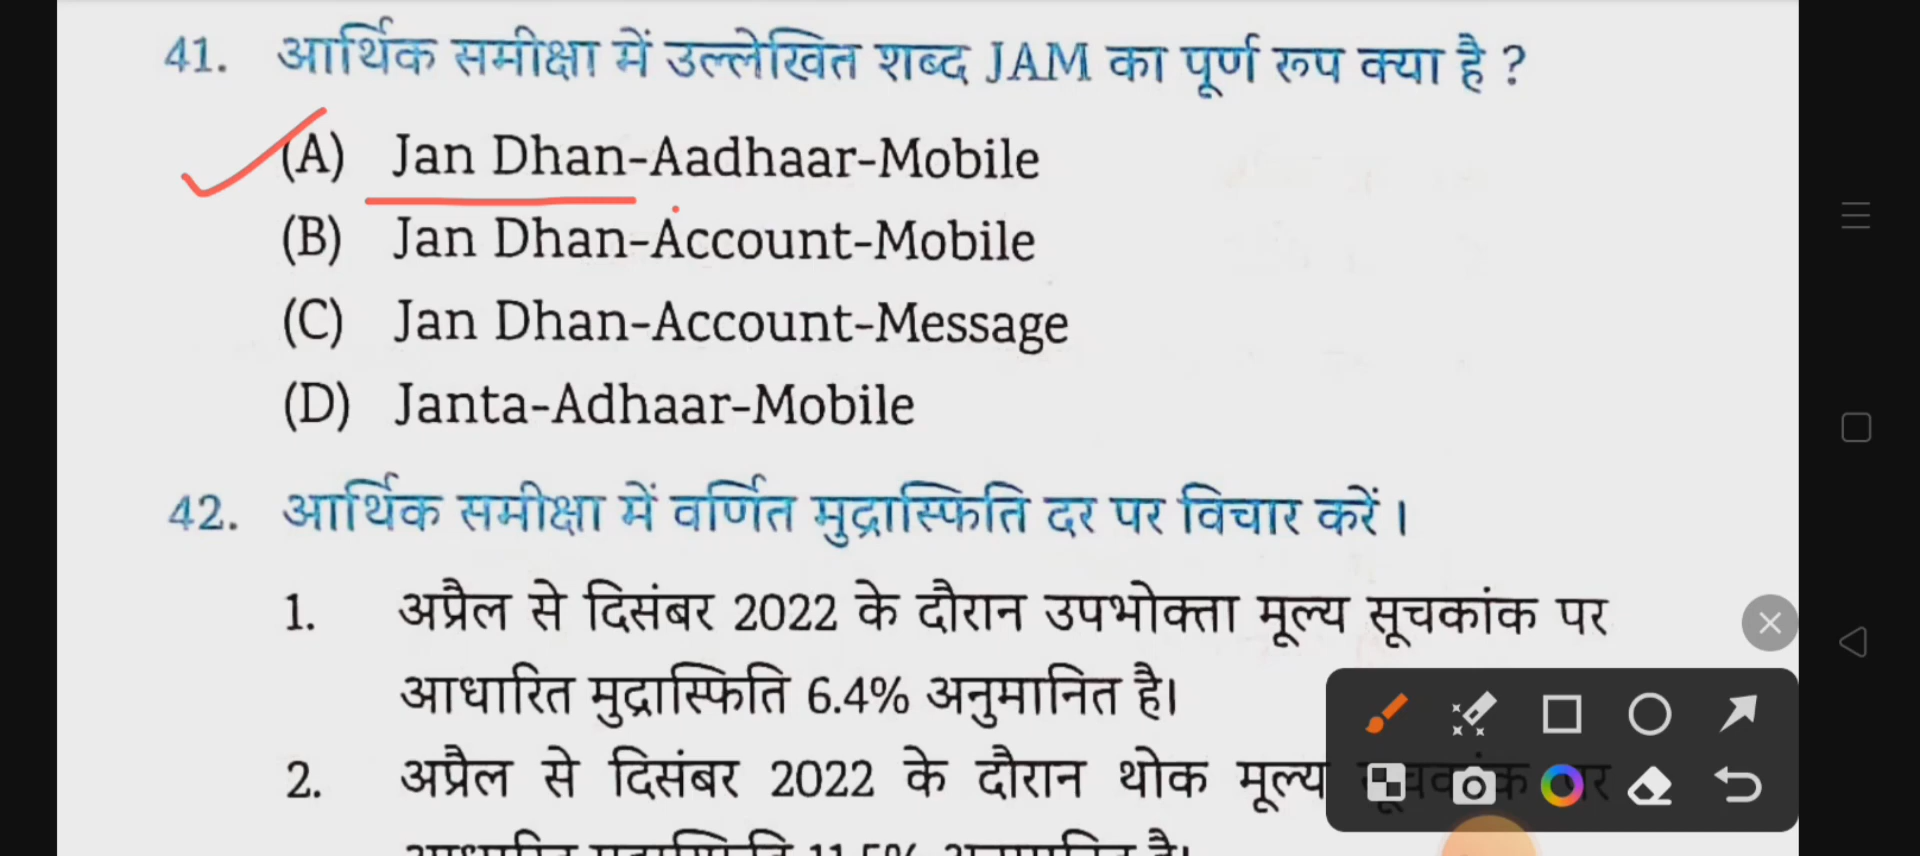 41. आर्थिक समीक्षा में उल्लेखित शब्द JAM का पूर्ण रूप क्या है ?
(A) Jan Dhan-Aadhaar-Mobile
(B) Jan Dhan-Account-Mobile
(C) Jan Dhan-Account-Message
(D) Janta-Adhaar-Mobile
42. आर्थिक समीक्षा में वर्णित मुद्रास्फिति दर पर विचार करें ।
1. अप्रैल से दिसंबर 2022 के दौरान उपभोक्ता मूल्य सूचकांक पर
आधारित मुद्रास्फिति 6.4% अनुमानित है।
2. अप्रैल से दिसंबर 2022 के दौरान थोक मूल्य सूचकांक पर